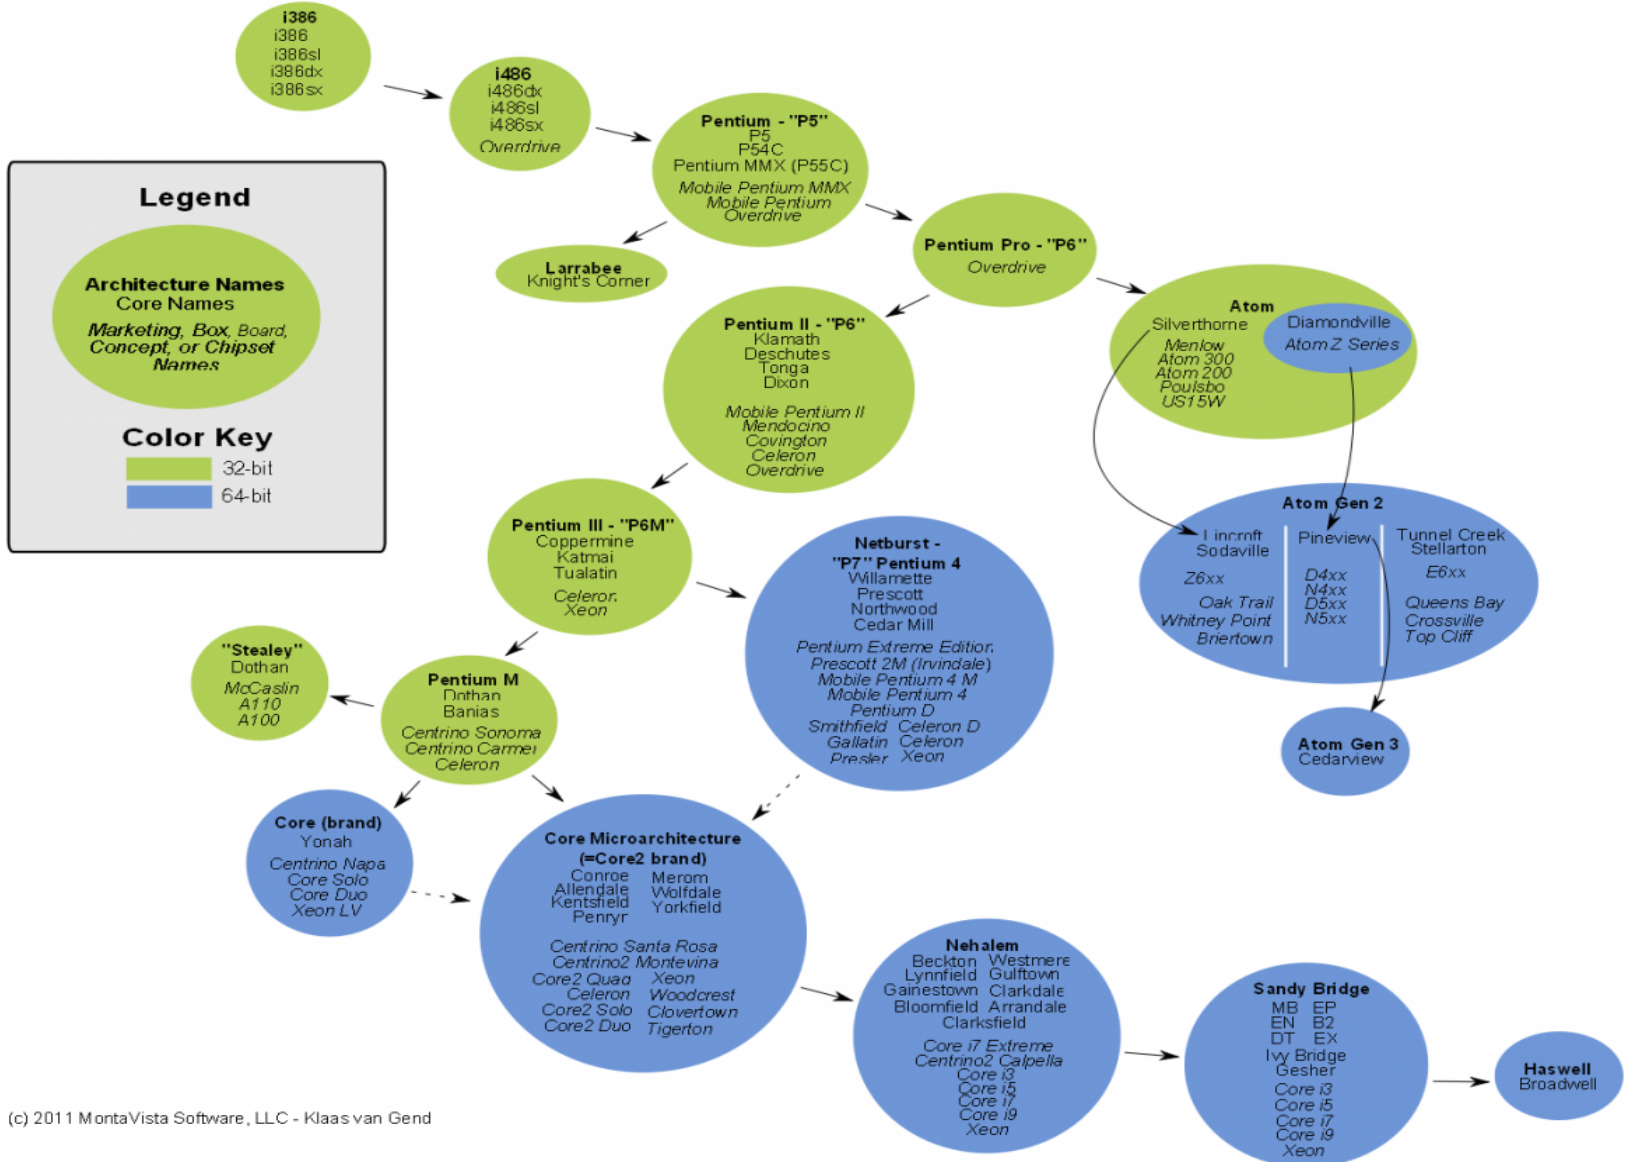 i386
i386
i386sl
i386dx
i386sx
i486
i486dx
i486sl
i486sx
Overdrive
Pentium - "P5"
P5
P54C
Pentium MMX (P55C)
Mobile Pentium MMX
Mobile Pentium
Overdrive
Legend
Architecture Names
Core Names
Marketing, Box, Board,
Concept, or Chipset
Names
Color Key
32-bit
64-bit
Larrabee
Knight's Corner
Pentium Pro - "P6"
Overdrive
Atom
Silverthorne
Menlow
Atom 300
Atom 200
Poulsbo
US15W
Diamondville
Atom Z Series
Pentium II - "P6"
Klamath
Deschutes
Tonga
Dixon
Mobile Pentium II
Mendocino
Covington
Celeron
Overdrive
Atom Gen 2
Lincroft
Sodaville
Z6xx
Oak Trail
Whitney Point
Briertown
Pineview
D4xx
N4xx
D5xx
N5xx
Tunnel Creek
Stellarton
E6xx
Queens Bay
Crossville
Top Cliff
Pentium III - "P6M"
Coppermine
Katmai
Tualatin
Celeron
Xeon
Netburst -
"P7" Pentium 4
Willamette
Prescott
Northwood
Cedar Mill
Pentium Extreme Edition
Prescott 2M (Irvindale)
Mobile Pentium 4 M
Mobile Pentium 4
Pentium D
Smithfield Celeron D
Gallatin Celeron
Presler Xeon
"Stealey"
Dothan
McCaslin
A110
A100
Pentium M
Dothan
Banias
Centrino Sonoma
Centrino Carmel
Celeron
Atom Gen 3
Cedarview
Core (brand)
Yonah
Centrino Napa
Core Solo
Core Duo
Xeon LV
Core Microarchitecture
(=Core2 brand)
Conroe Merom
Allendale Wolfdale
Kentsfield Yorkfield
Penryn
Centrino Santa Rosa
Centrino2 Montevina
Core2 Quad Xeon
Celeron Woodcrest
Core2 Solo Clovertown
Core2 Duo Tigerton
Nehalem
Beckton Westmere
Lynnfield Gulftown
Gainestown Clarkdale
Bloomfield Arrandale
Clarksfield
Core i7 Extreme
Centrino2 Calpella
Core i3
Core i5
Core i7
Core i9
Xeon
Sandy Bridge
MB EP
EN B2
DT EX
Ivy Bridge
Gesher
Core i3
Core i5
Core i7
Core i9
Xeon
Haswell
Broadwell
(c) 2011 MontaVista Software, LLC - Klaas van Gend